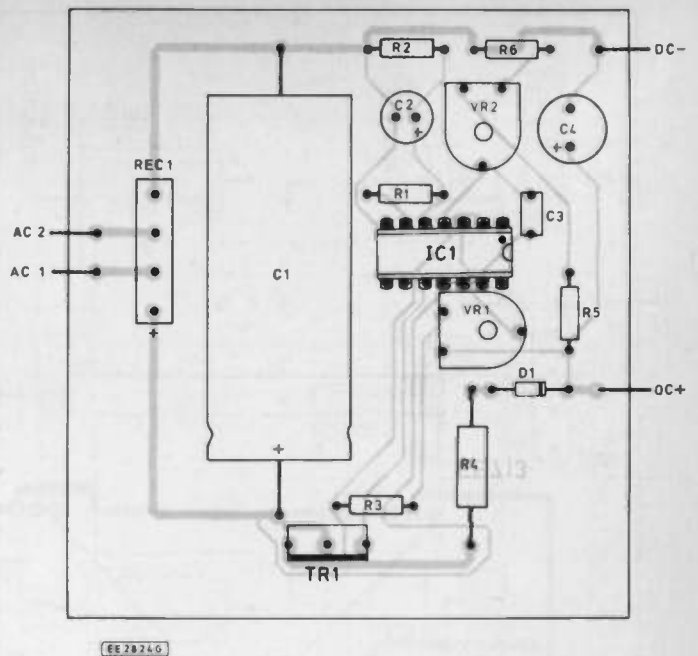 R2
R6
DC-
C2
+
VR2
C4
+
REC1
R1
C3
AC 2
IC1
AC 1
C1
VR1
R5
+
D1
DC+
+
R4
R3
TR1
EE2824G